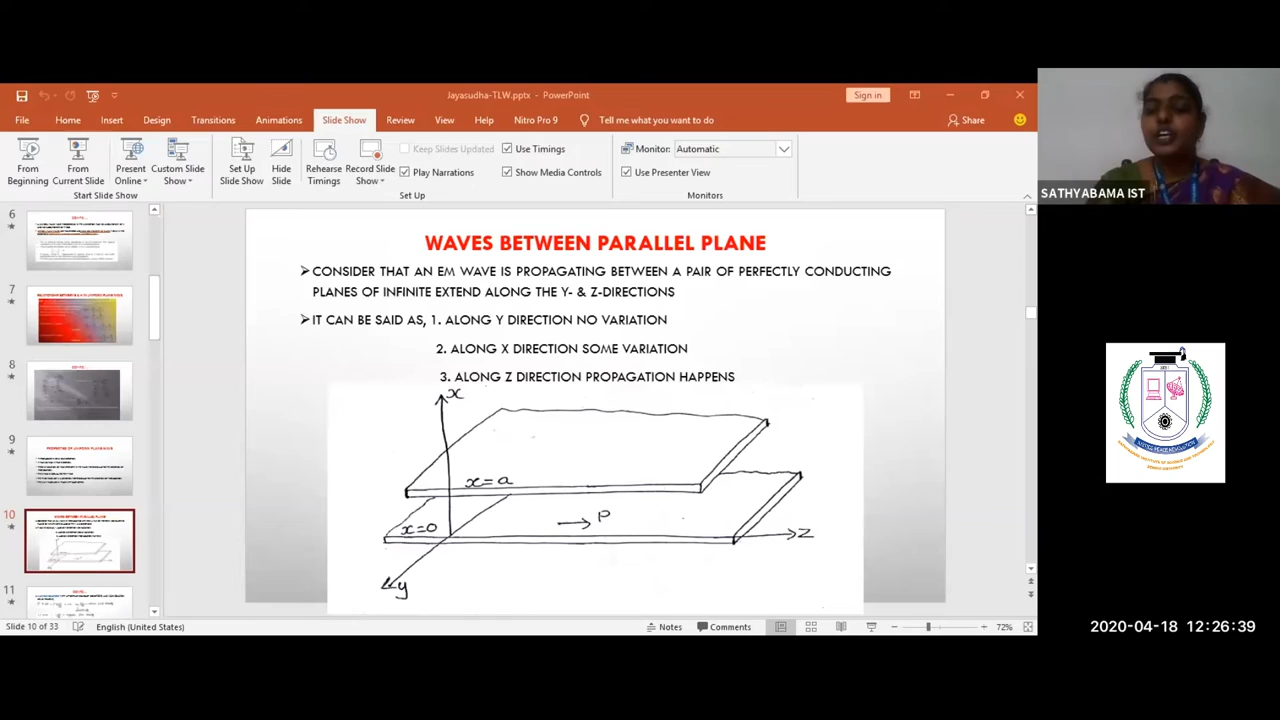 Jayasudha-TLW.pptx - PowerPoint
Sign in
File Home Insert Design Transitions Animations Slide Show Review View Help Nitro Pro 9 Tell me what you want to do
Share
From Beginning
From Current Slide
Present Online
Custom Slide Show
Set Up Slide Show
Hide Slide
Rehearse Timings
Record Slide Show
Keep Slides Updated
Use Timings
Play Narrations
Show Media Controls
Monitor: Automatic
Use Presenter View
Start Slide Show
Set Up
Monitors
SATHYABAMA IST
6
7
8
9
10
11
WAVES BETWEEN PARALLEL PLANE
CONSIDER THAT AN EM WAVE IS PROPAGATING BETWEEN A PAIR OF PERFECTLY CONDUCTING
PLANES OF INFINITE EXTEND ALONG THE Y- & Z-DIRECTIONS
IT CAN BE SAID AS, 1. ALONG Y DIRECTION NO VARIATION
2. ALONG X DIRECTION SOME VARIATION
3. ALONG Z DIRECTION PROPAGATION HAPPENS
x
x=a
x=0
P
z
y
Slide 10 of 33
English (United States)
Notes
Comments
72%
2020-04-18 12:26:39